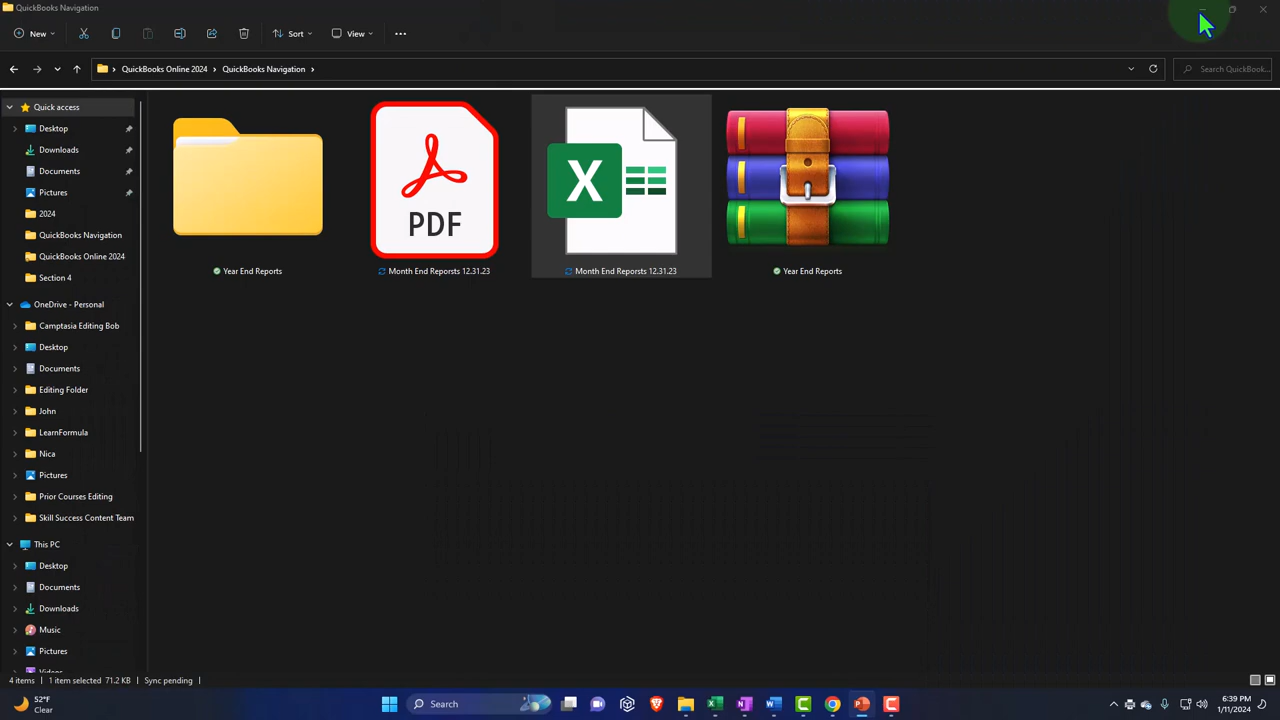 QuickBooks Navigation
New
Sort
View
QuickBooks Online 2024 > QuickBooks Navigation >
Search QuickBook...
Quick access
Desktop
Downloads
Documents
Pictures
2024
QuickBooks Navigation
QuickBooks Online 2024
Section 4
OneDrive - Personal
Camptasia Editing Bob
Desktop
Documents
Editing Folder
John
LearnFormula
Nica
Pictures
Prior Courses Editing
Skill Success Content Team
This PC
Desktop
Documents
Downloads
Music
Pictures
Videos
PDF
X
Year End Reports
Month End Reporsts 12.31.23
Month End Reporsts 12.31.23
Year End Reports
4 items
1 item selected 71.2 KB
Sync pending
52°F
Clear
Search
6:39 PM
1/11/2024